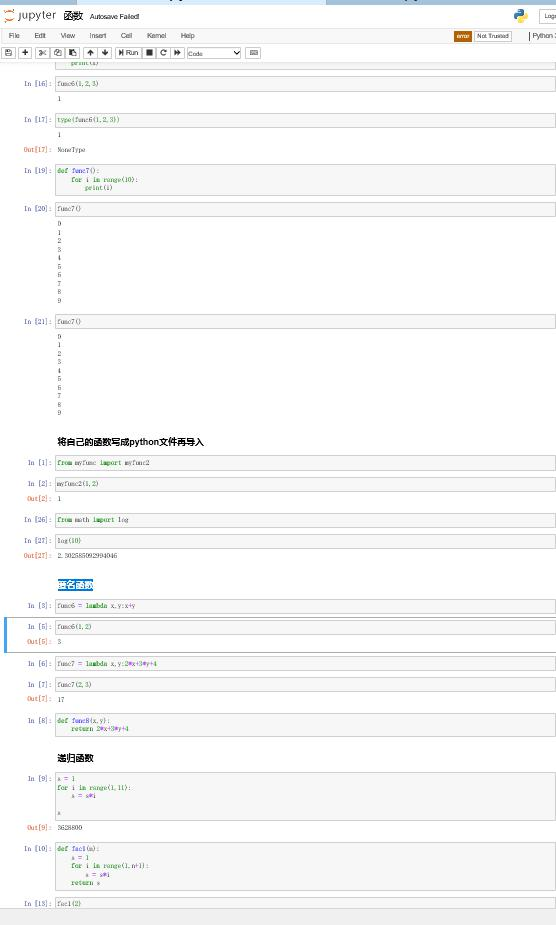 jupyter 函数 Autosave Failed!
File Edit View Insert Cell Kernel Help
error Not Trusted Python
Run Code
print(i)
In [16]: func6(1,2,3)
1
In [17]: type(func6(1,2,3))
1
Out[17]: NoneType
In [19]: def func7():
for i in range(10):
print(i)
In [20]: func7()
0
1
2
3
4
5
6
7
8
9
In [21]: func7()
0
1
2
3
4
5
6
7
8
9
将自己的函数写成python文件再导入
In [1]: from myfunc import myfunc2
In [2]: myfunc2(1,2)
Out[2]: 1
In [26]: from math import log
In [27]: log(10)
Out[27]: 2.302585092994046
匿名函数
In [3]: func6 = lambda x,y:x+y
In [5]: func6(1,2)
Out[5]: 3
In [6]: func7 = lambda x,y:2*x+3*y+4
In [7]: func7(2,3)
Out[7]: 17
In [8]: def func8(x,y):
return 2*x+3*y+4
递归函数
In [9]: s = 1
for i in range(1,11):
s = s*i
s
Out[9]: 3628800
In [10]: def fac1(n):
s = 1
for i in range(1,n+1):
s = s*i
return s
In [13]: fac1(2)